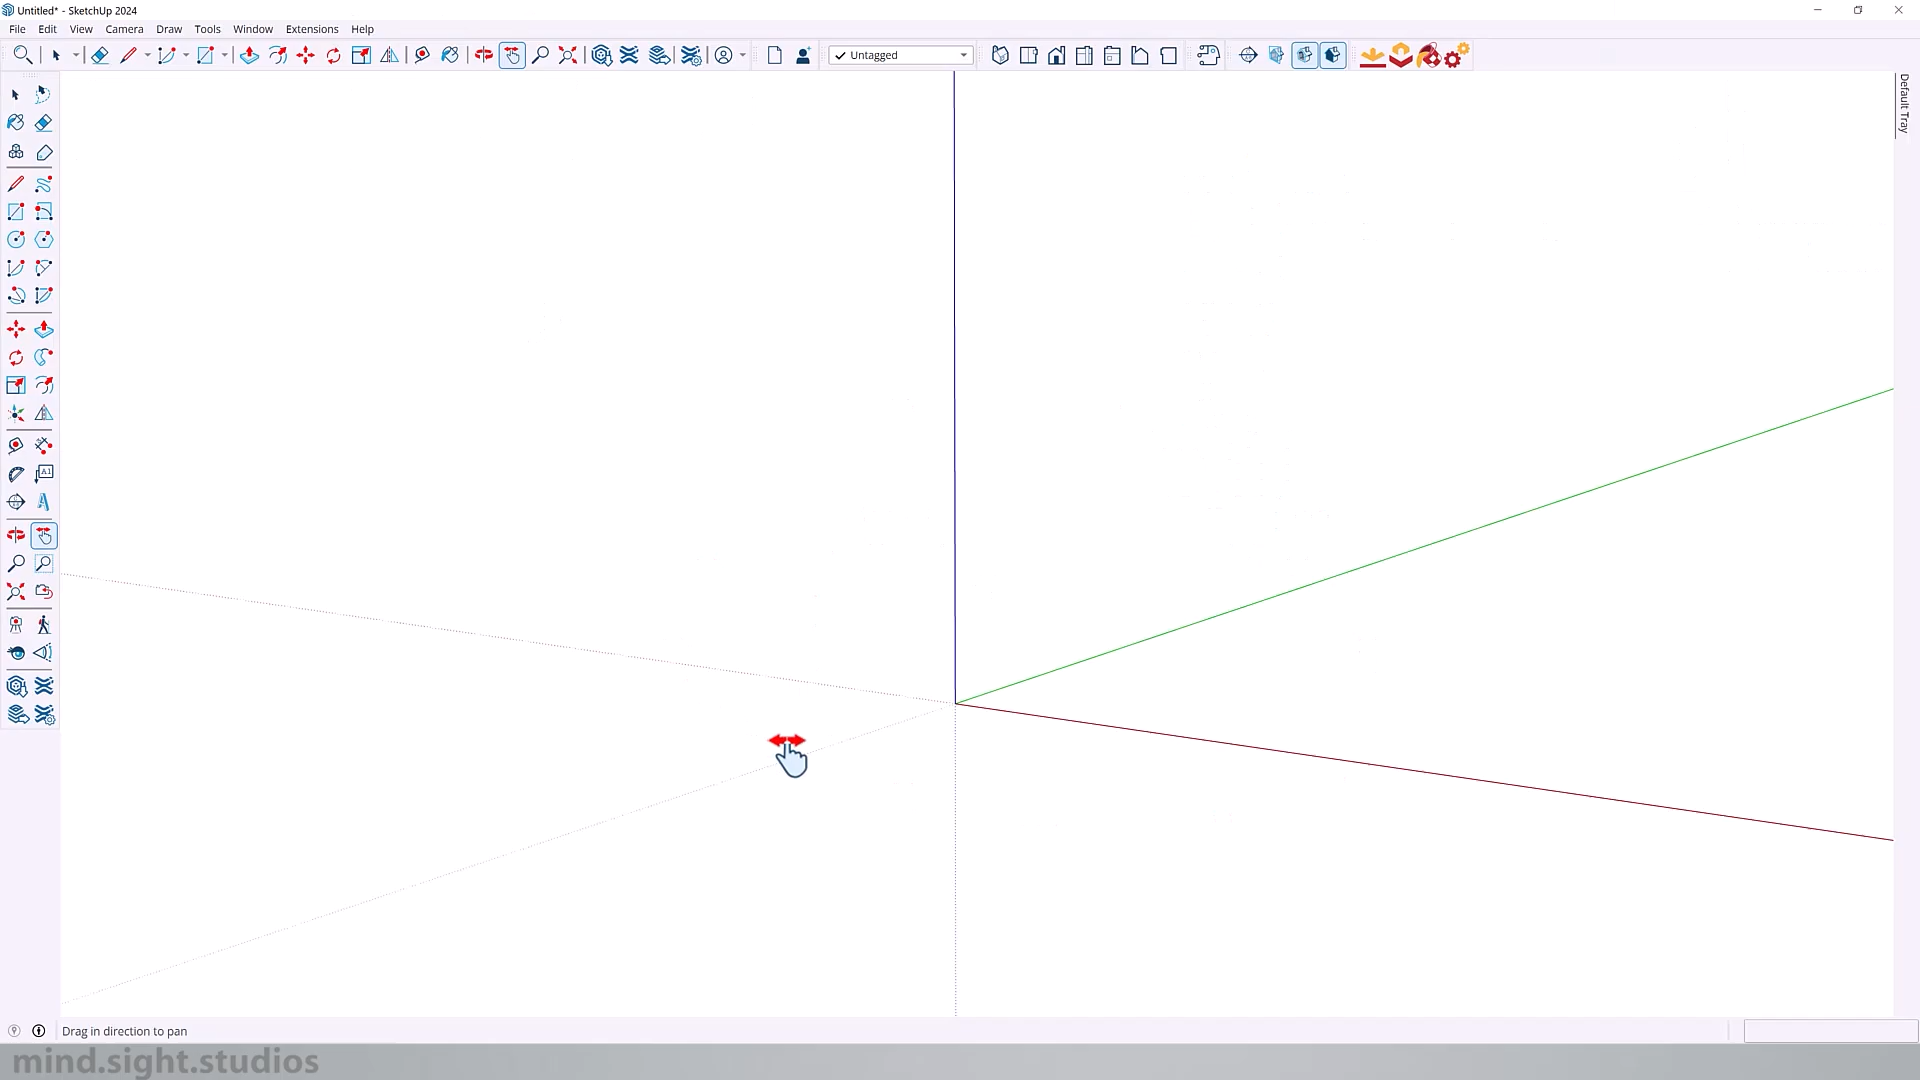 Untitled* - SketchUp 2024
File Edit View Camera Draw Tools Window Extensions Help
Untagged
Default Tray
A1
Drag in direction to pan
mind.sight.studios